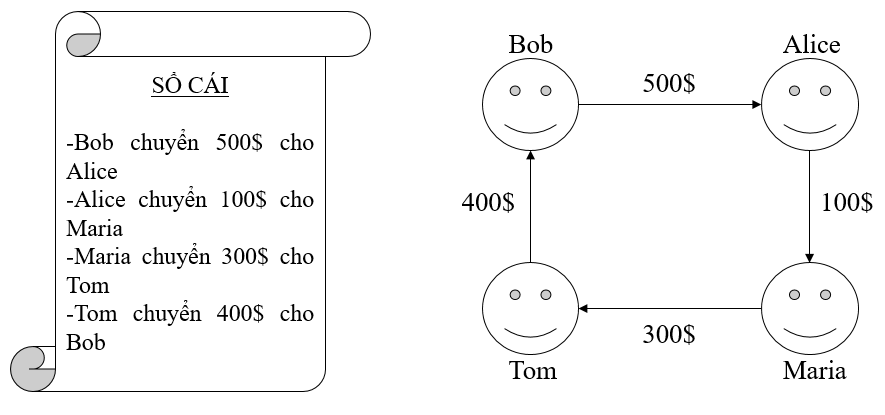 SỔ CÁI
-Bob chuyển 500$ cho
Alice
-Alice chuyển 100$ cho
Maria
-Maria chuyển 300$ cho
Tom
-Tom chuyển 400$ cho
Bob
Bob
Alice
500$
400$
100$
300$
Tom
Maria